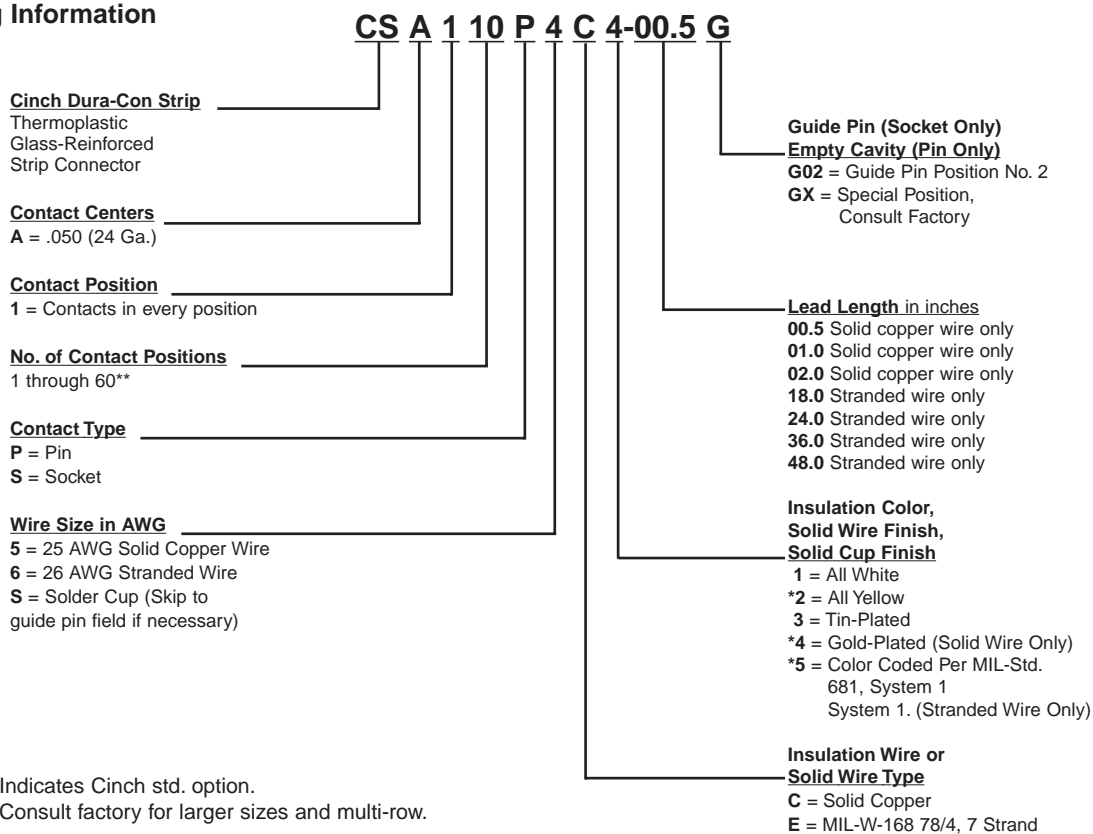 g Information
CS A 1 10 P 4 C 4-00.5 G
Cinch Dura-Con Strip
Thermoplastic
Glass-Reinforced
Strip Connector
Contact Centers
A = .050 (24 Ga.)
Contact Position
1 = Contacts in every position
No. of Contact Positions
1 through 60**
Contact Type
P = Pin
S = Socket
Wire Size in AWG
5 = 25 AWG Solid Copper Wire
6 = 26 AWG Stranded Wire
S = Solder Cup (Skip to
guide pin field if necessary)
Guide Pin (Socket Only)
Empty Cavity (Pin Only)
G02 = Guide Pin Position No. 2
GX = Special Position,
Consult Factory
Lead Length in inches
00.5 Solid copper wire only
01.0 Solid copper wire only
02.0 Solid copper wire only
18.0 Stranded wire only
24.0 Stranded wire only
36.0 Stranded wire only
48.0 Stranded wire only
Insulation Color,
Solid Wire Finish,
Solid Cup Finish
1 = All White
*2 = All Yellow
3 = Tin-Plated
*4 = Gold-Plated (Solid Wire Only)
*5 = Color Coded Per MIL-Std.
681, System 1
System 1. (Stranded Wire Only)
Insulation Wire or
Solid Wire Type
C = Solid Copper
E = MIL-W-168 78/4, 7 Strand
Indicates Cinch std. option.
Consult factory for larger sizes and multi-row.